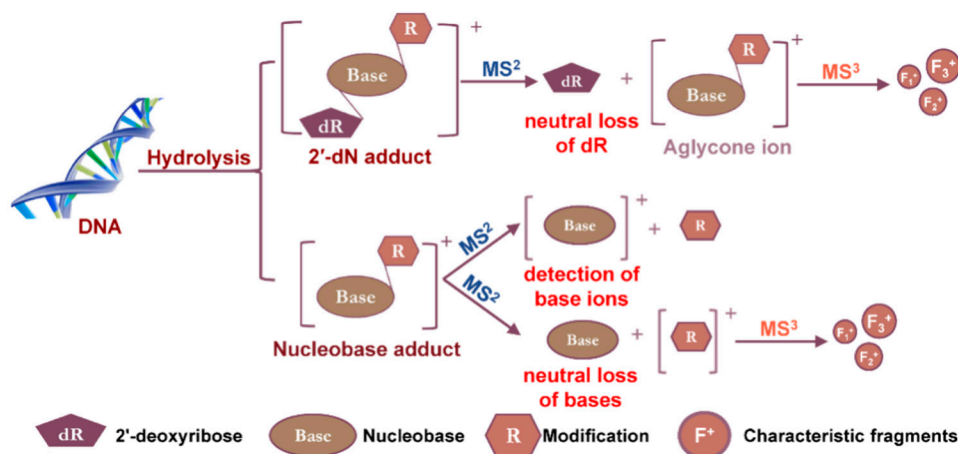 R
+
Base
dR
2'-dN adduct
MS²
dR
+
neutral loss
of dR
R
+
Base
Aglycone ion
MS³
F₁⁺
F₃⁺
F₂⁺
Hydrolysis
DNA
R
+
Base
Nucleobase adduct
MS²
+
Base
+
R
detection of
base ions
MS²
Base
+
R
+
neutral loss
of bases
MS³
F₁⁺
F₃⁺
F₂⁺
dR 2'-deoxyribose Base Nucleobase R Modification F⁺ Characteristic fragments